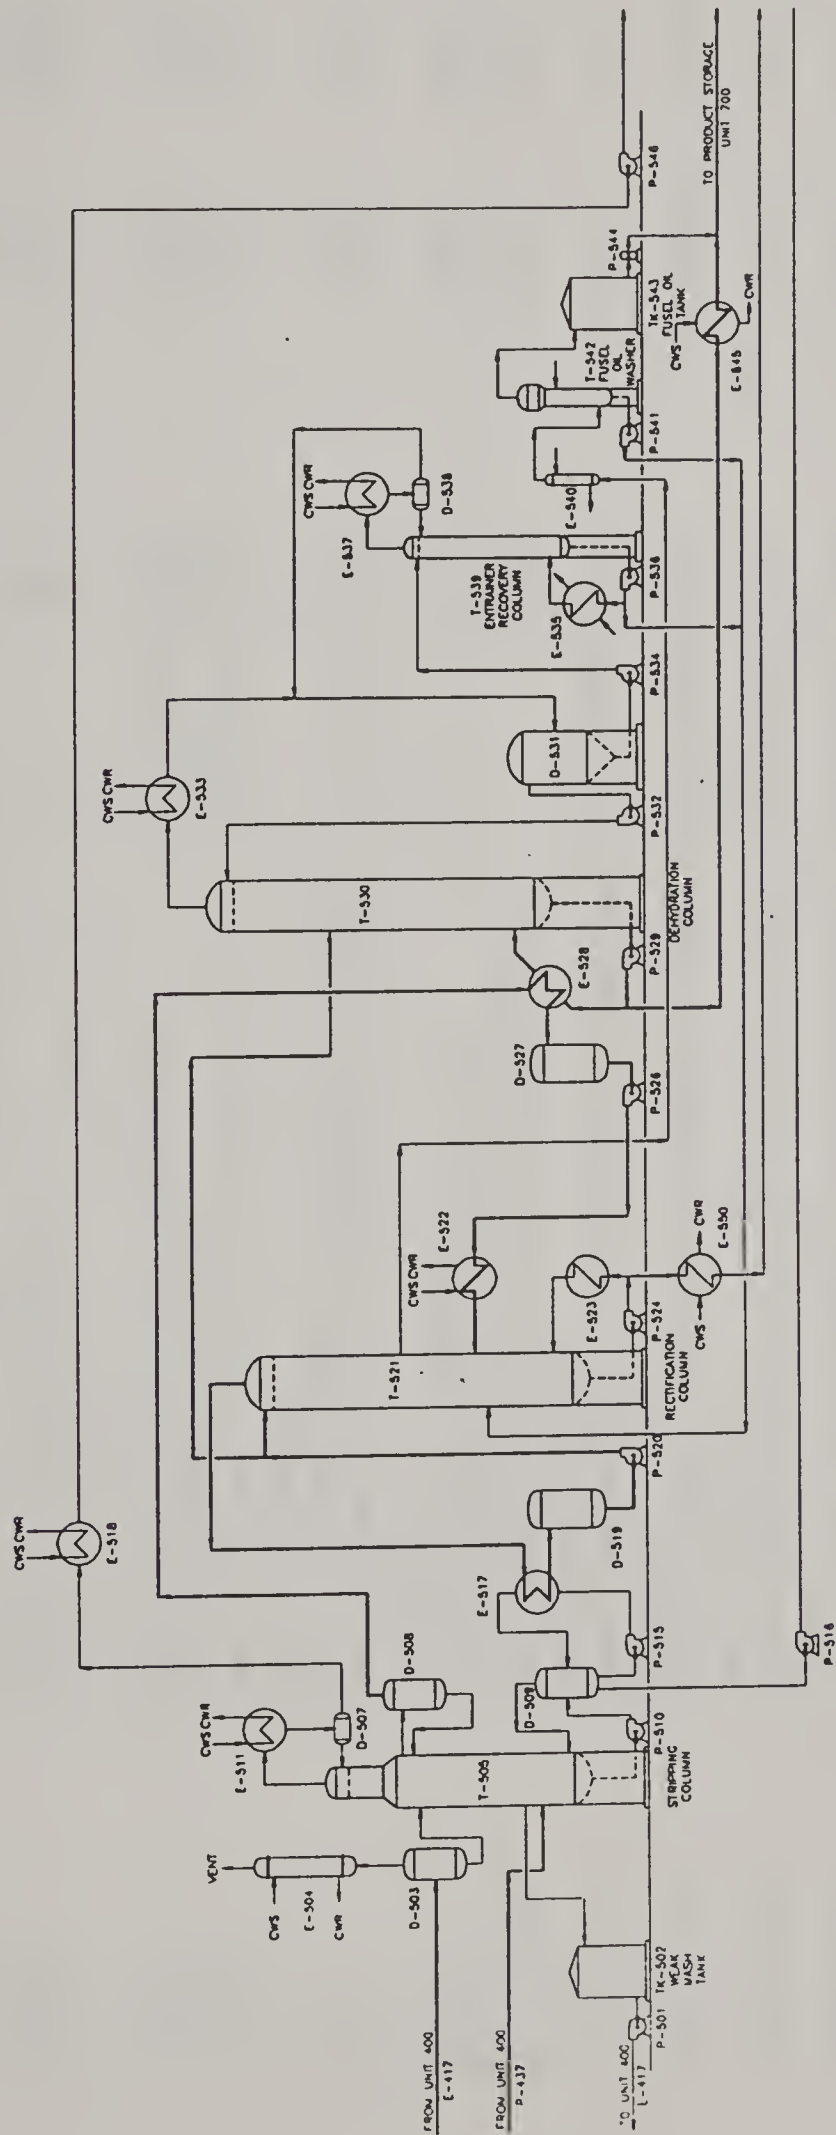 FROM UNIT 400
E-417
FROM UNIT 400
P-437
TO UNIT 400
E-417
P-501
TK-502
WEAK
MASH
TANK
VENT
CWS
E-504
CWR
D-503
CWS CWR
E-511
D-507
T-505
STRIPPING
COLUMN
D-508
D-509
P-510
P-515
P-516
CWS CWR
E-518
E-517
D-519
P-520
T-521
RECTIFICATION
COLUMN
CWS CWR
E-522
E-523
P-524
CWS
CWR
E-550
P-526
D-527
E-528
P-529
T-530
DEHYDRATION
COLUMN
CWS CWR
E-533
D-531
P-532
P-534
E-535
P-536
T-539
ENTRAINER
RECOVERY
COLUMN
CWS CWR
E-537
D-538
E-540
P-541
T-542
FUSEL
OIL
WASHER
TK-543
FUSEL OIL
TANK
P-544
CWS
CWR
E-545
P-546
TO PRODUCT STORAGE
UNIT 700